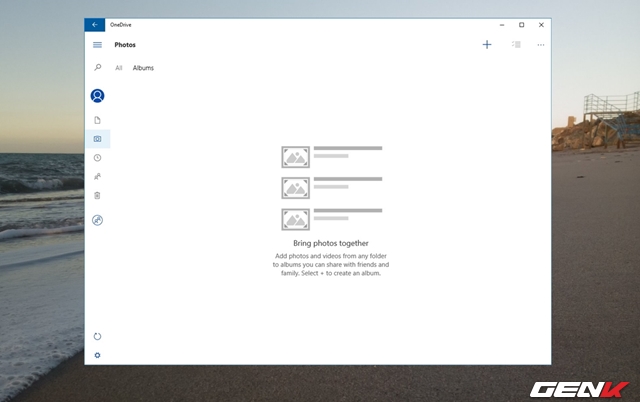 OneDrive
Photos
All Albums
Bring photos together
Add photos and videos from any folder
to albums you can share with friends and
family. Select + to create an album.
GENK